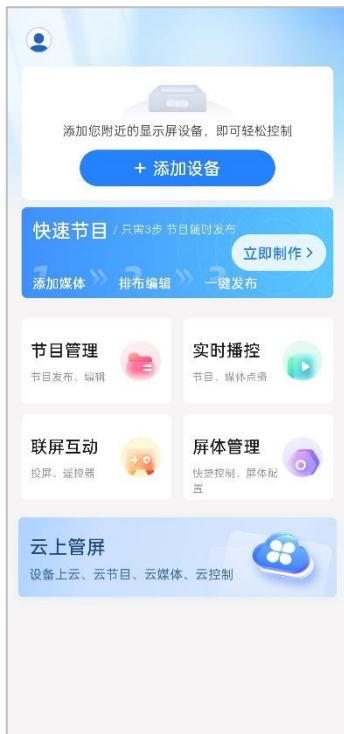 添加您附近的显示屏设备，即可轻松控制
+ 添加设备
快速节目 / 只需3步 节目随时发布
立即制作 >
1 添加媒体 >> 2 排布编辑 >> 3 一键发布
节目管理
节目发布、编辑
实时播控
节目、媒体点播
联屏互动
投屏、遥控器
屏体管理
快捷控制、屏体配
置
云上管屏
设备上云、云节目、云媒体、云控制